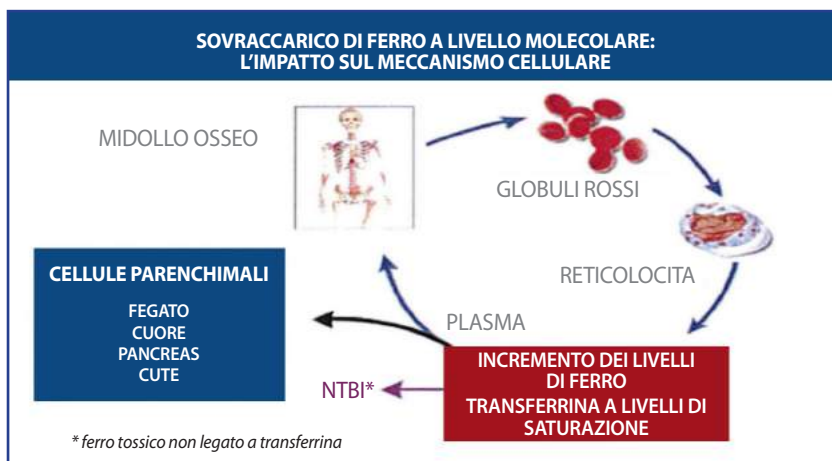 SOVRACCARICO DI FERRO A LIVELLO MOLECOLARE:
L'IMPATTO SUL MECCANISMO CELLULARE
MIDOLLO OSSEO
GLOBULI ROSSI
RETICOLOCITA
CELLULE PARENCHIMALI
FEGATO
CUORE
PANCREAS
CUTE
PLASMA
INCREMENTO DEI LIVELLI
DI FERRO
TRANSFERRINA A LIVELLI DI
SATURAZIONE
NTBI*
* ferro tossico non legato a transferrina